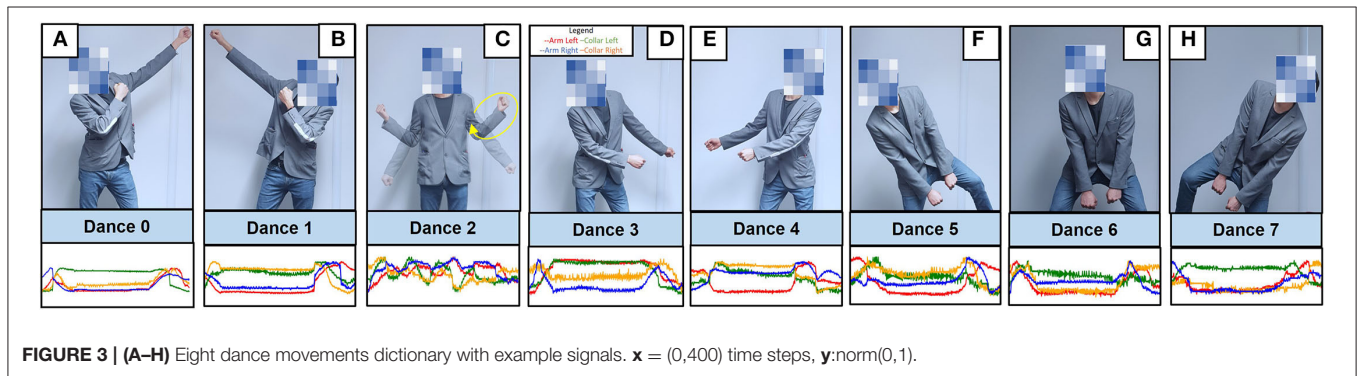 A
B
C
Legend
--Arm Left --Collar Left
--Arm Right --Collar Right
D
E
F
G
H
Dance 0
Dance 1
Dance 2
Dance 3
Dance 4
Dance 5
Dance 6
Dance 7
FIGURE 3 | (A–H) Eight dance movements dictionary with example signals. x = (0,400) time steps, y:norm(0,1).